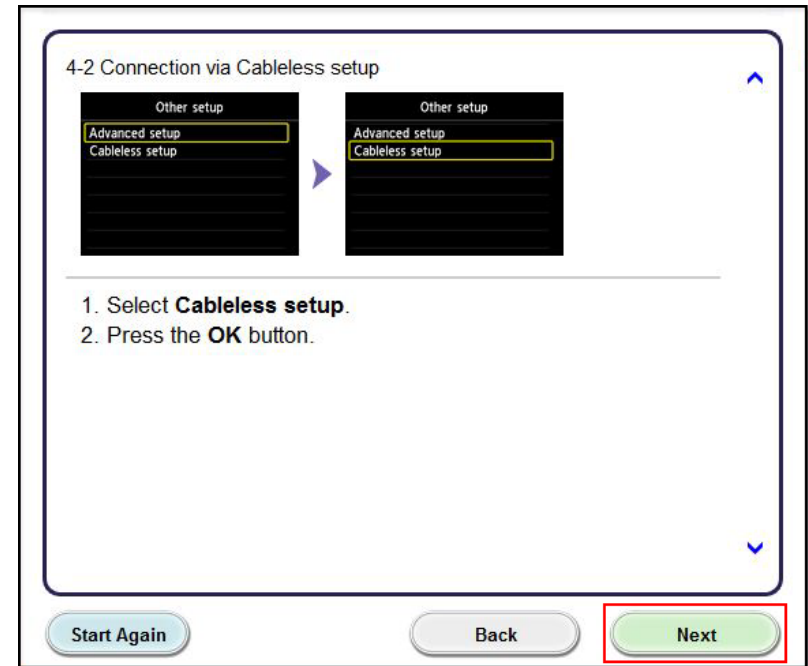 4-2 Connection via Cableless setup
Other setup
Advanced setup
Cableless setup
Other setup
Advanced setup
Cableless setup
1. Select Cableless setup.
2. Press the OK button.
Start Again
Back
Next